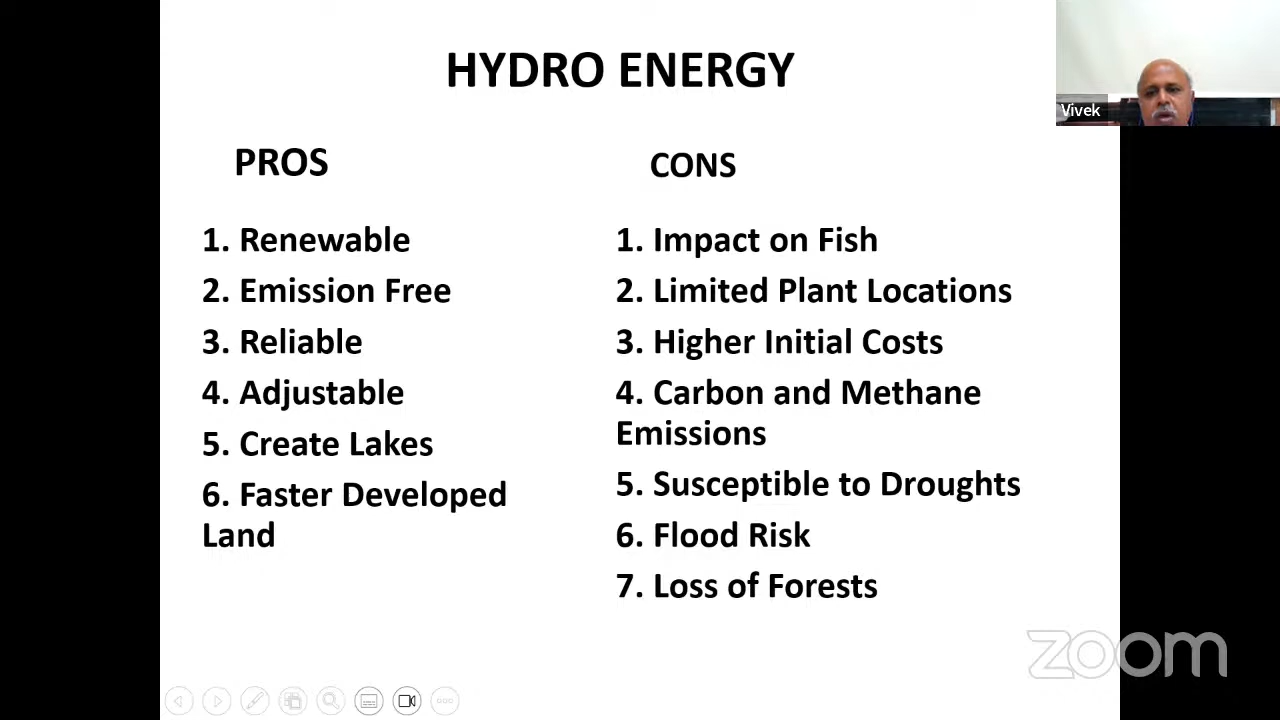 HYDRO ENERGY
Vivek
PROS
1. Renewable
2. Emission Free
3. Reliable
4. Adjustable
5. Create Lakes
6. Faster Developed
Land
CONS
1. Impact on Fish
2. Limited Plant Locations
3. Higher Initial Costs
4. Carbon and Methane
Emissions
5. Susceptible to Droughts
6. Flood Risk
7. Loss of Forests
zoom